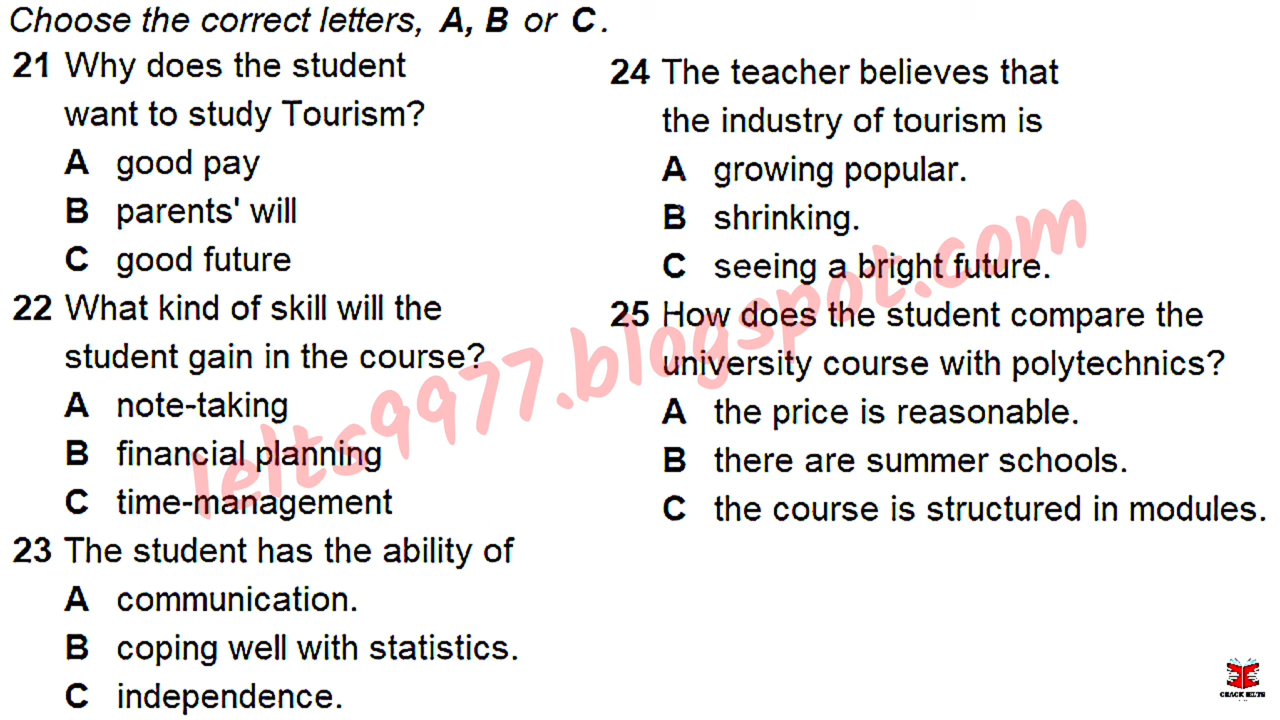 Choose the correct letters, A, B or C.
21 Why does the student
want to study Tourism?
A good pay
B parents' will
C good future
22 What kind of skill will the
student gain in the course?
A note-taking
B financial planning
C time-management
23 The student has the ability of
A communication.
B coping well with statistics.
C independence.
24 The teacher believes that
the industry of tourism is
A growing popular.
B shrinking.
C seeing a bright future.
25 How does the student compare the
university course with polytechnics?
A the price is reasonable.
B there are summer schools.
C the course is structured in modules.
Ielts9977.blogspot.com
CRACK IELTS